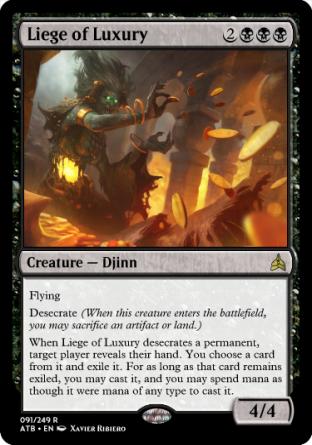 Liege of Luxury 2
Creature — Djinn
Flying
Desecrate (When this creature enters the battlefield,
you may sacrifice an artifact or land.)
When Liege of Luxury desecrates a permanent,
target player reveals their hand. You choose a card
from it and exile it. For as long as that card remains
exiled, you may cast it, and you may spend mana as
though it were mana of any type to cast it.
4/4
091/249 R
ATB • EN XAVIER RIBIERO